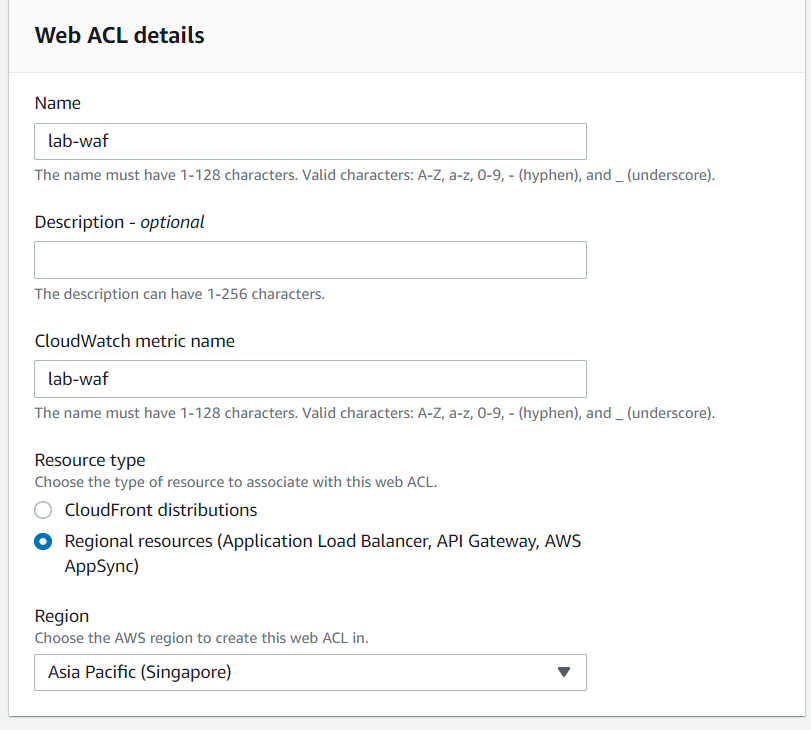 Web ACL details
Name
lab-waf
The name must have 1-128 characters. Valid characters: A-Z, a-z, 0-9, - (hyphen), and _ (underscore).
Description - optional
The description can have 1-256 characters.
CloudWatch metric name
lab-waf
The name must have 1-128 characters. Valid characters: A-Z, a-z, 0-9, - (hyphen), and _ (underscore).
Resource type
Choose the type of resource to associate with this web ACL.
CloudFront distributions
Regional resources (Application Load Balancer, API Gateway, AWS
AppSync)
Region
Choose the AWS region to create this web ACL in.
Asia Pacific (Singapore)